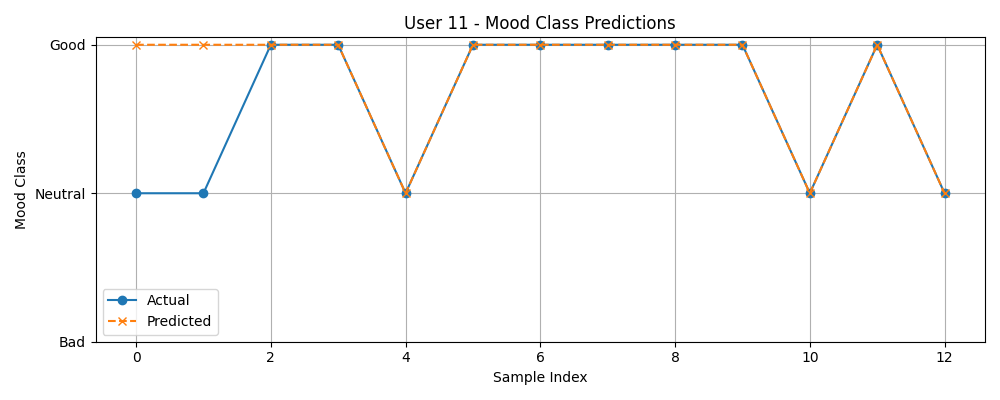 User 11 - Mood Class Predictions
Good
Neutral
Bad
Mood Class
Actual
Predicted
0 2 4 6 8 10 12
Sample Index